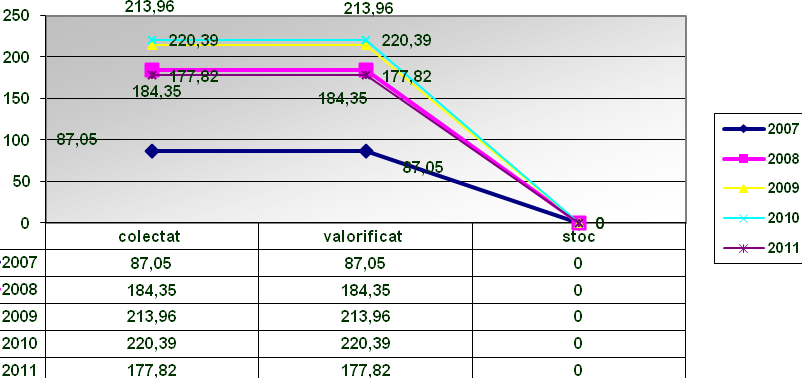 213,96 213,96
250
220,39 220,39
200
177,82 177,82
184,35 184,35
150
87,05
100
87,05
50
0 0
colectat valorificat stoc
2007 87,05 87,05 0
2008 184,35 184,35 0
2009 213,96 213,96 0
2010 220,39 220,39 0
2011 177,82 177,82 0
2007
2008
2009
2010
2011